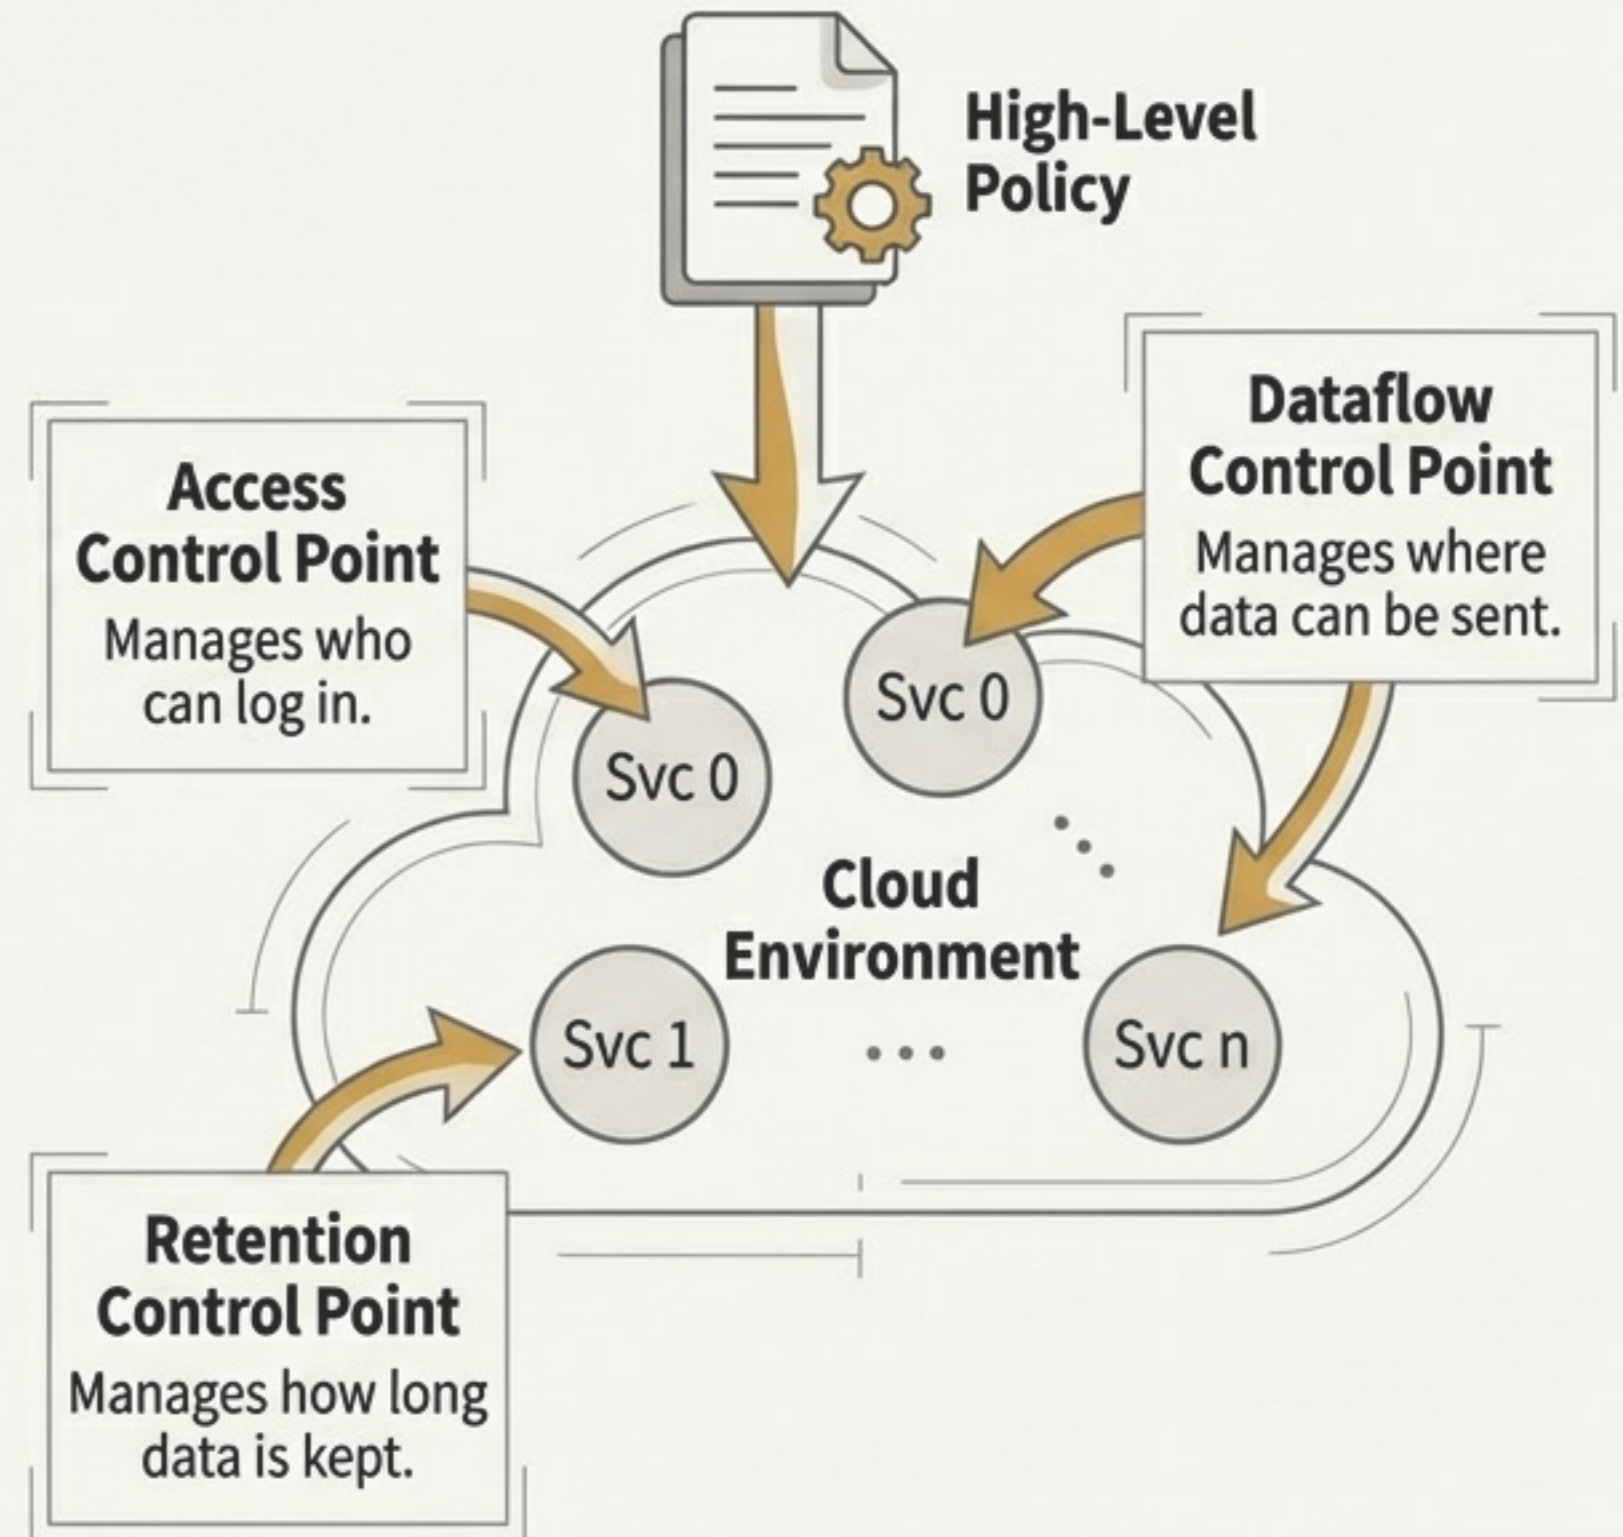 High-Level
Policy
Dataflow
Control Point
Manages where
data can be sent.
Access
Control Point
Manages who
can log in.
Svc 0
Svc 0
Cloud
Environment
Svc 1
...
Svc n
Retention
Control Point
Manages how long
data is kept.